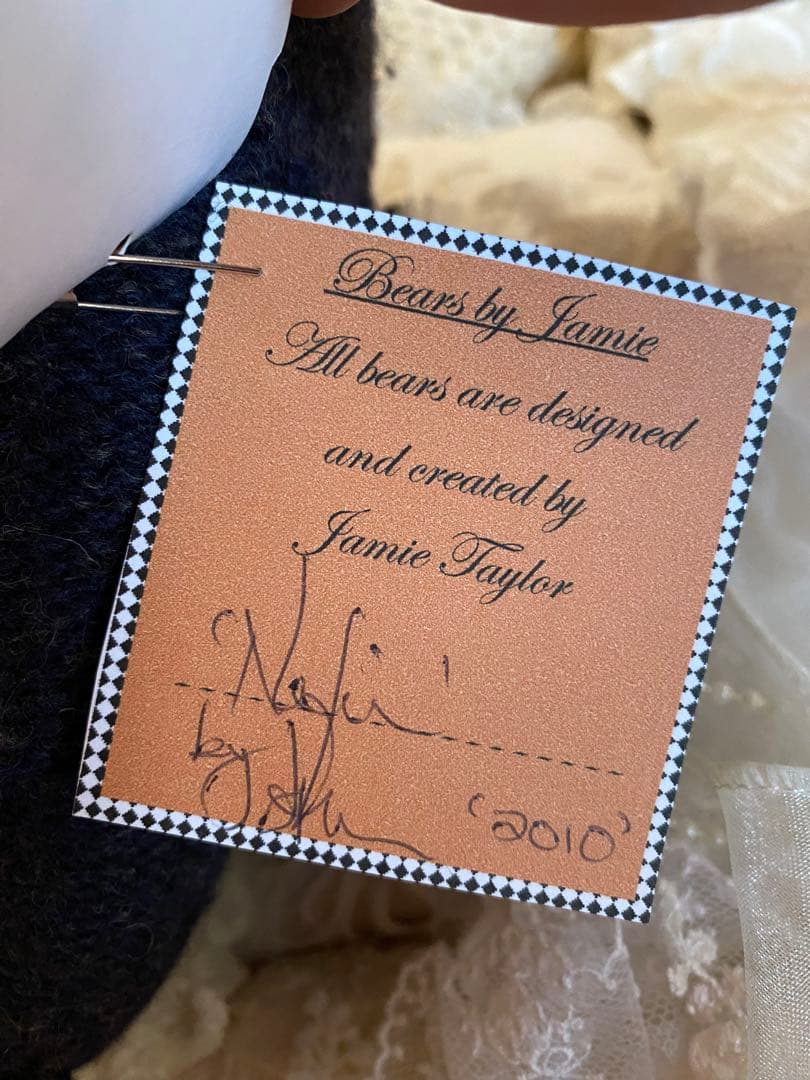 Bears by Jamie
All bears are designed
and created by
Jamie Taylor
by
'2010'